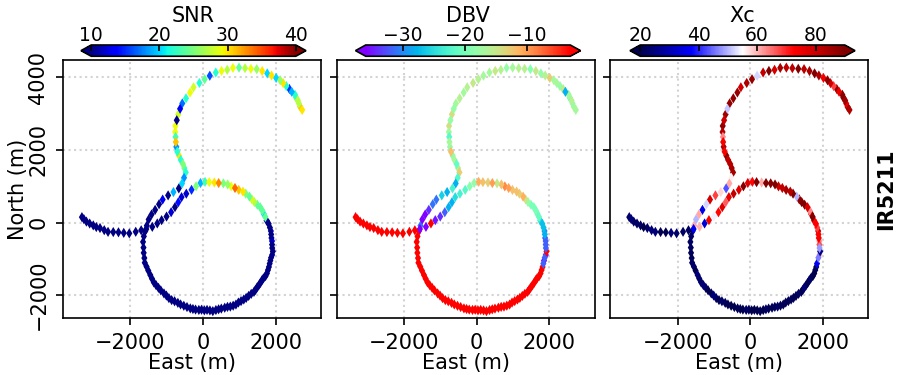 SNR DBV Xc
10 20 30 40 −30 −20 −10 20 40 60 80
4000
2000
0
−2000
North (m)
−2000 0 2000 −2000 0 2000 −2000 0 2000
East (m) East (m) East (m)
IR5211